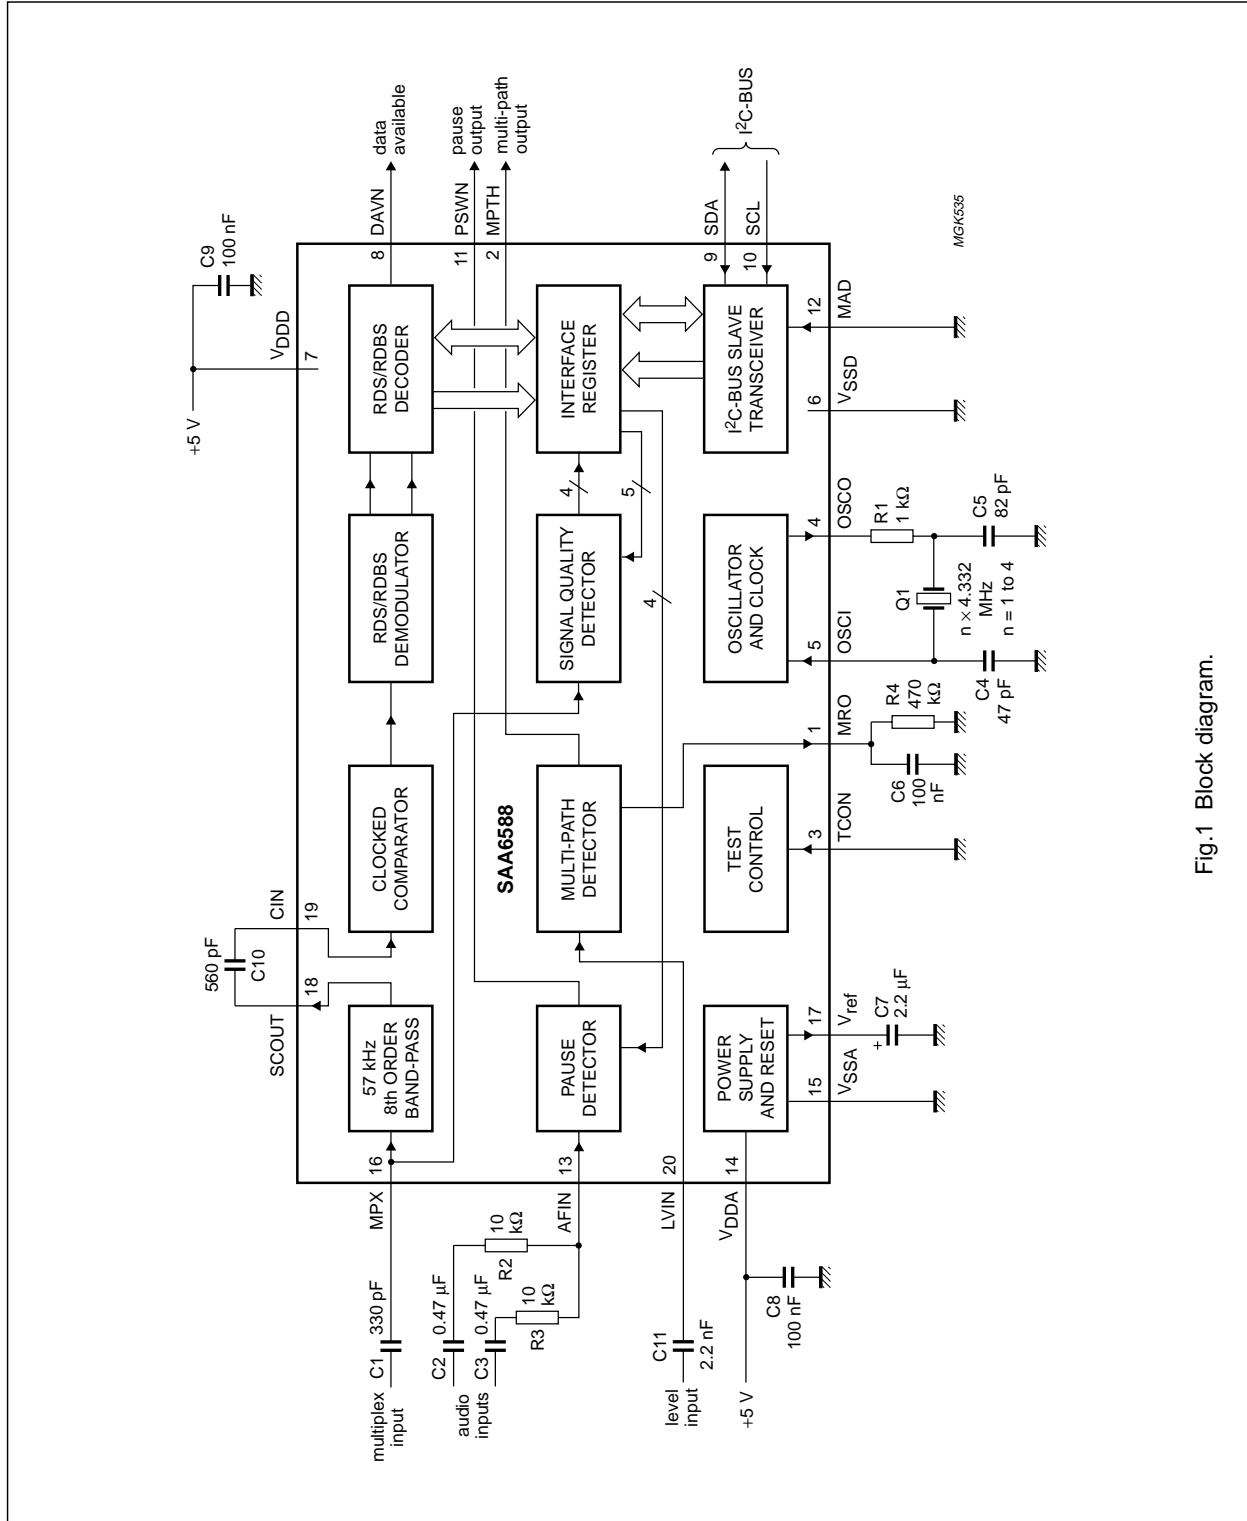 +5 V
C9
100 nF
VDDD
7
SCOUT
18
560 pF
C10
CIN
19
multiplex
input
C1
330 pF
MPX
16
57 kHz
8th ORDER
BAND-PASS
CLOCKED
COMPARATOR
RDS/RDBS
DEMODULATOR
RDS/RDBS
DECODER
8
DAVN
data
available
11
PSWN
pause
output
2
MPTH
multi-path
output
SAA6588
audio
inputs
C2
0.47 µF
C3
0.47 µF
R2
10
kΩ
R3
10
kΩ
AFIN
13
PAUSE
DETECTOR
MULTI-PATH
DETECTOR
SIGNAL QUALITY
DETECTOR
4
5
4
INTERFACE
REGISTER
level
input
C11
2.2 nF
LVIN
20
+5 V
C8
100 nF
VDDA
14
POWER
SUPPLY
AND RESET
TEST
CONTROL
OSCILLATOR
AND CLOCK
I²C-BUS SLAVE
TRANSCEIVER
9
SDA
10
SCL
I²C-BUS
15
VSSA
17
Vref
+
C7
2.2 µF
3
TCON
1
MRO
C6
100
nF
R4
470
kΩ
5
OSCI
4
OSCO
R1
1 kΩ
Q1
n × 4.332
MHz
n = 1 to 4
C4
47 pF
C5
82 pF
6
VSSD
12
MAD
MGK535
Fig.1 Block diagram.